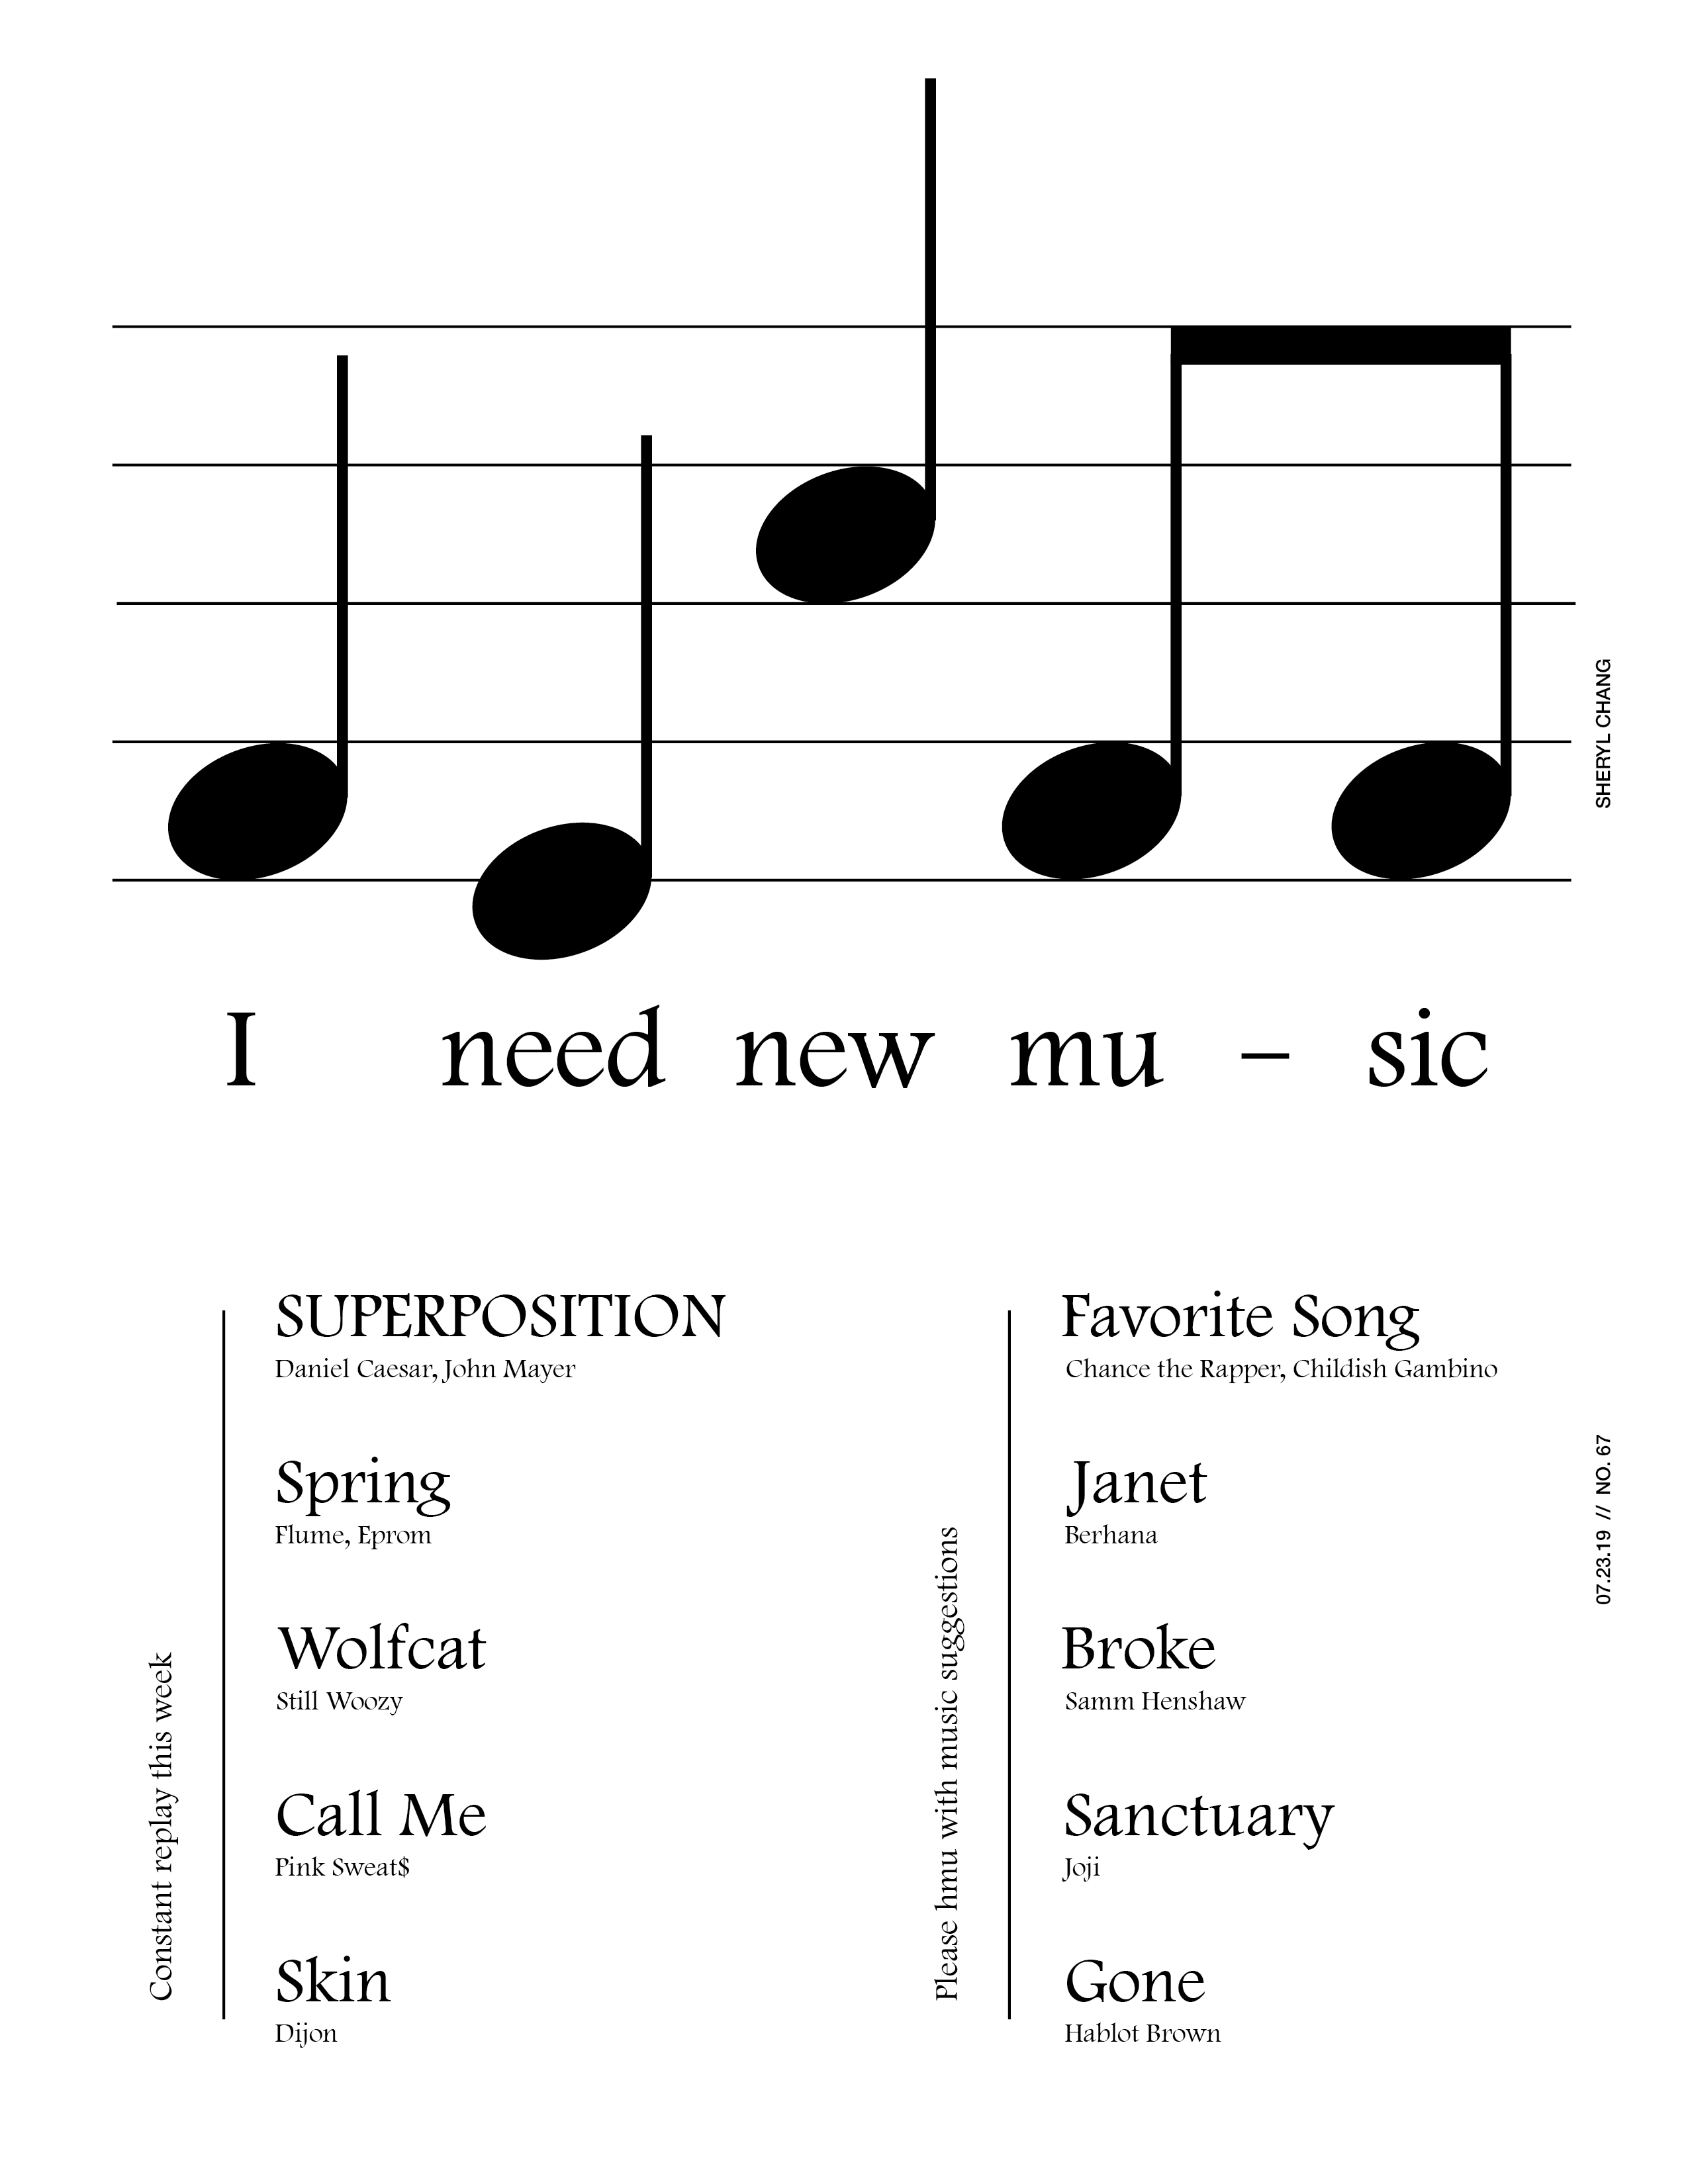 I need new mu – sic
SHERYL CHANG
Constant replay this week
SUPERPOSITION
Daniel Caesar, John Mayer
Spring
Flume, Eprom
Wolfcat
Still Woozy
Call Me
Pink Sweat$
Skin
Dijon
Please hmu with music suggestions
Favorite Song
Chance the Rapper, Childish Gambino
Janet
Berhana
Broke
Samm Henshaw
Sanctuary
Joji
Gone
Hablot Brown
07.23.19 // NO. 67